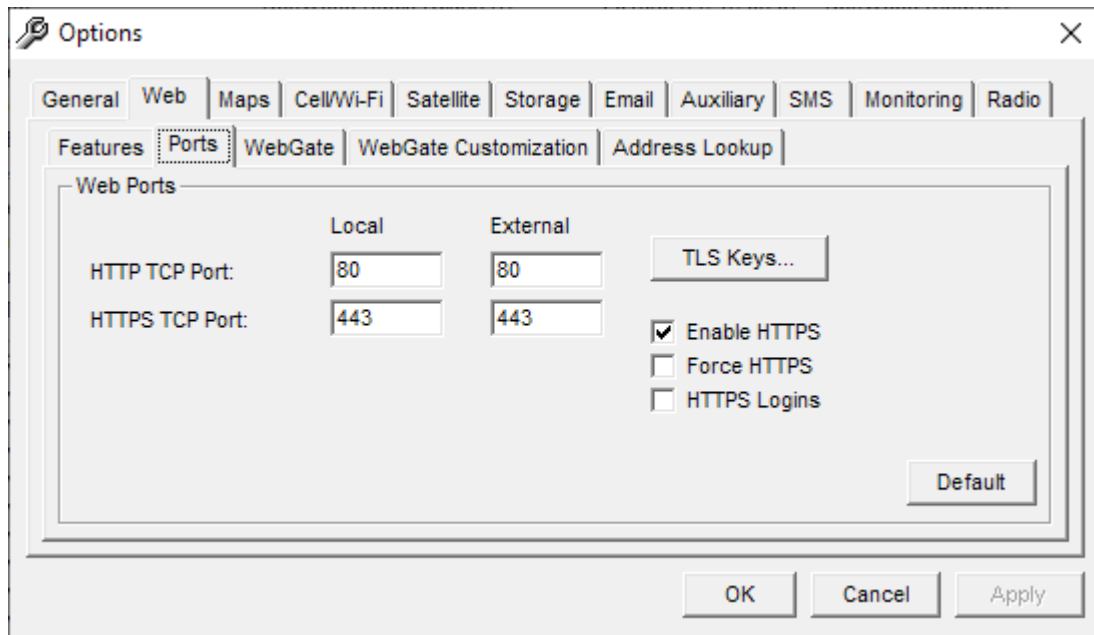 Options
General Web Maps Cell/Wi-Fi Satellite Storage Email Auxiliary SMS Monitoring Radio
Features Ports WebGate WebGate Customization Address Lookup
Web Ports
Local External
HTTP TCP Port: 80 80 TLS Keys...
HTTPS TCP Port: 443 443
Enable HTTPS
Force HTTPS
HTTPS Logins
Default
OK Cancel Apply